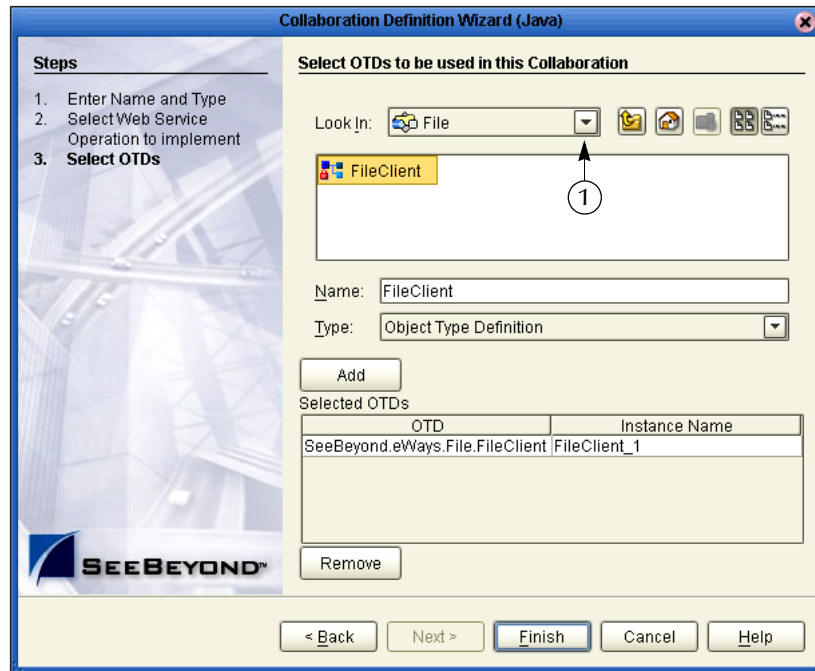 Collaboration Definition Wizard (Java)
Steps
1. Enter Name and Type
2. Select Web Service
Operation to implement
3. Select OTDs
SEEBEYOND™
Select OTDs to be used in this Collaboration
Look In: File
1
FileClient
Name: FileClient
Type: Object Type Definition
Add
Selected OTDs
OTD Instance Name
SeeBeyond.eWays.File.FileClient FileClient_1
Remove
< Back Next > Finish Cancel Help